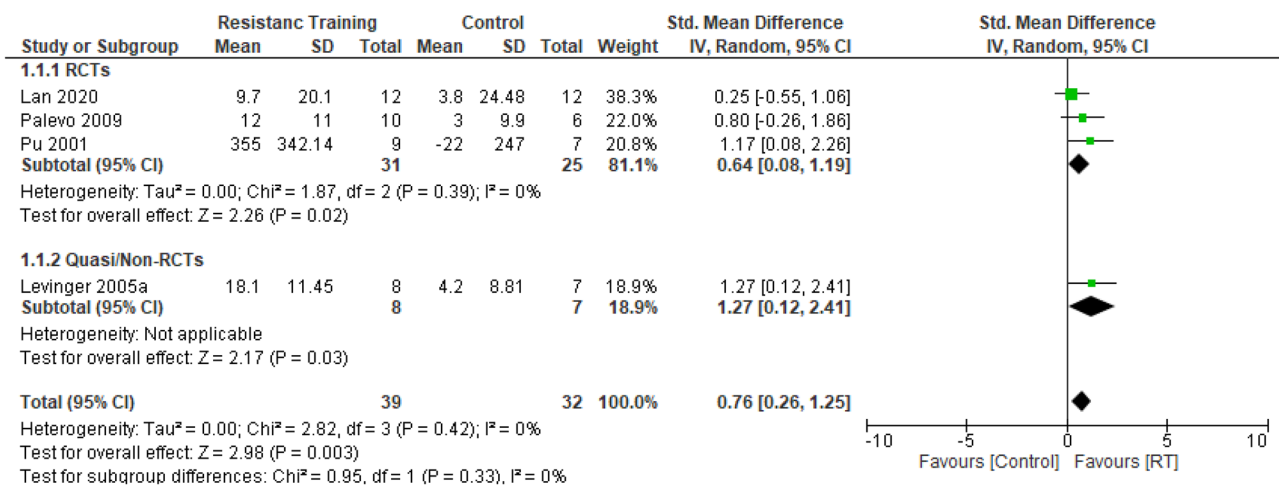 Resistanc Training Control Std. Mean Difference Std. Mean Difference
Study or Subgroup Mean SD Total Mean SD Total Weight IV, Random, 95% CI IV, Random, 95% CI
1.1.1 RCTs
Lan 2020 9.7 20.1 12 3.8 24.48 12 38.3% 0.25 [-0.55, 1.06]
Palevo 2009 12 11 10 3 9.9 6 22.0% 0.80 [-0.26, 1.86]
Pu 2001 355 342.14 9 -22 247 7 20.8% 1.17 [0.08, 2.26]
Subtotal (95% CI) 31 25 81.1% 0.64 [0.08, 1.19]
Heterogeneity: Tau² = 0.00; Chi² = 1.87, df = 2 (P = 0.39); I² = 0%
Test for overall effect: Z = 2.26 (P = 0.02)
1.1.2 Quasi/Non-RCTs
Levinger 2005a 18.1 11.45 8 4.2 8.81 7 18.9% 1.27 [0.12, 2.41]
Subtotal (95% CI) 8 7 18.9% 1.27 [0.12, 2.41]
Heterogeneity: Not applicable
Test for overall effect: Z = 2.17 (P = 0.03)
Total (95% CI) 39 32 100.0% 0.76 [0.26, 1.25]
Heterogeneity: Tau² = 0.00; Chi² = 2.82, df = 3 (P = 0.42); I² = 0%
Test for overall effect: Z = 2.98 (P = 0.003)
Test for subgroup differences: Chi² = 0.95, df = 1 (P = 0.33), I² = 0%
-10 -5 0 5 10
Favours [Control] Favours [RT]